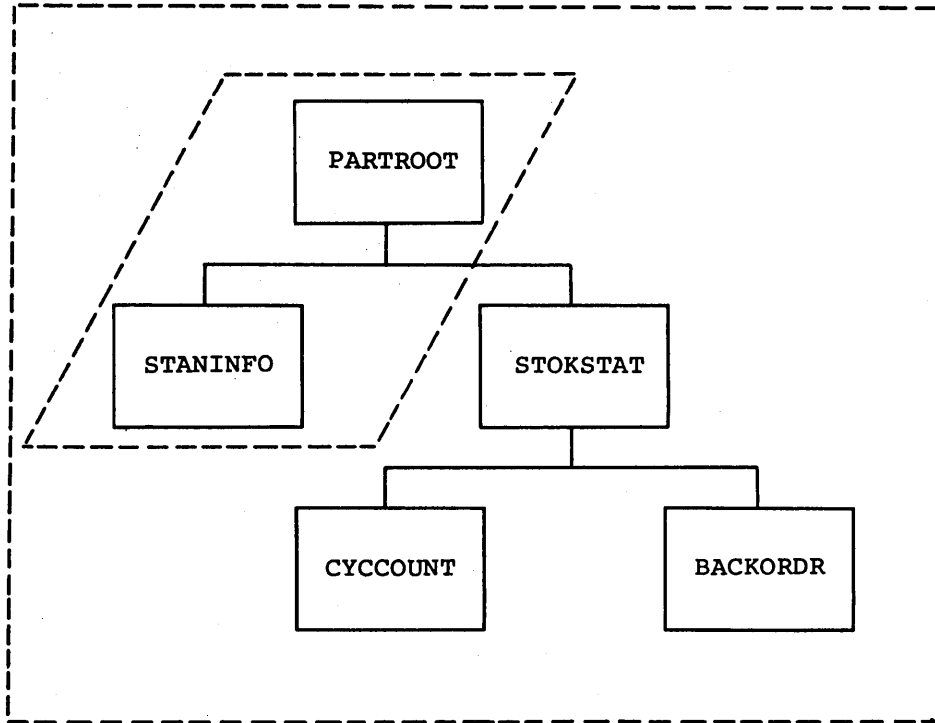 PARTROOT
STANINFO
STOKSTAT
CYCCOUNT
BACKORDR